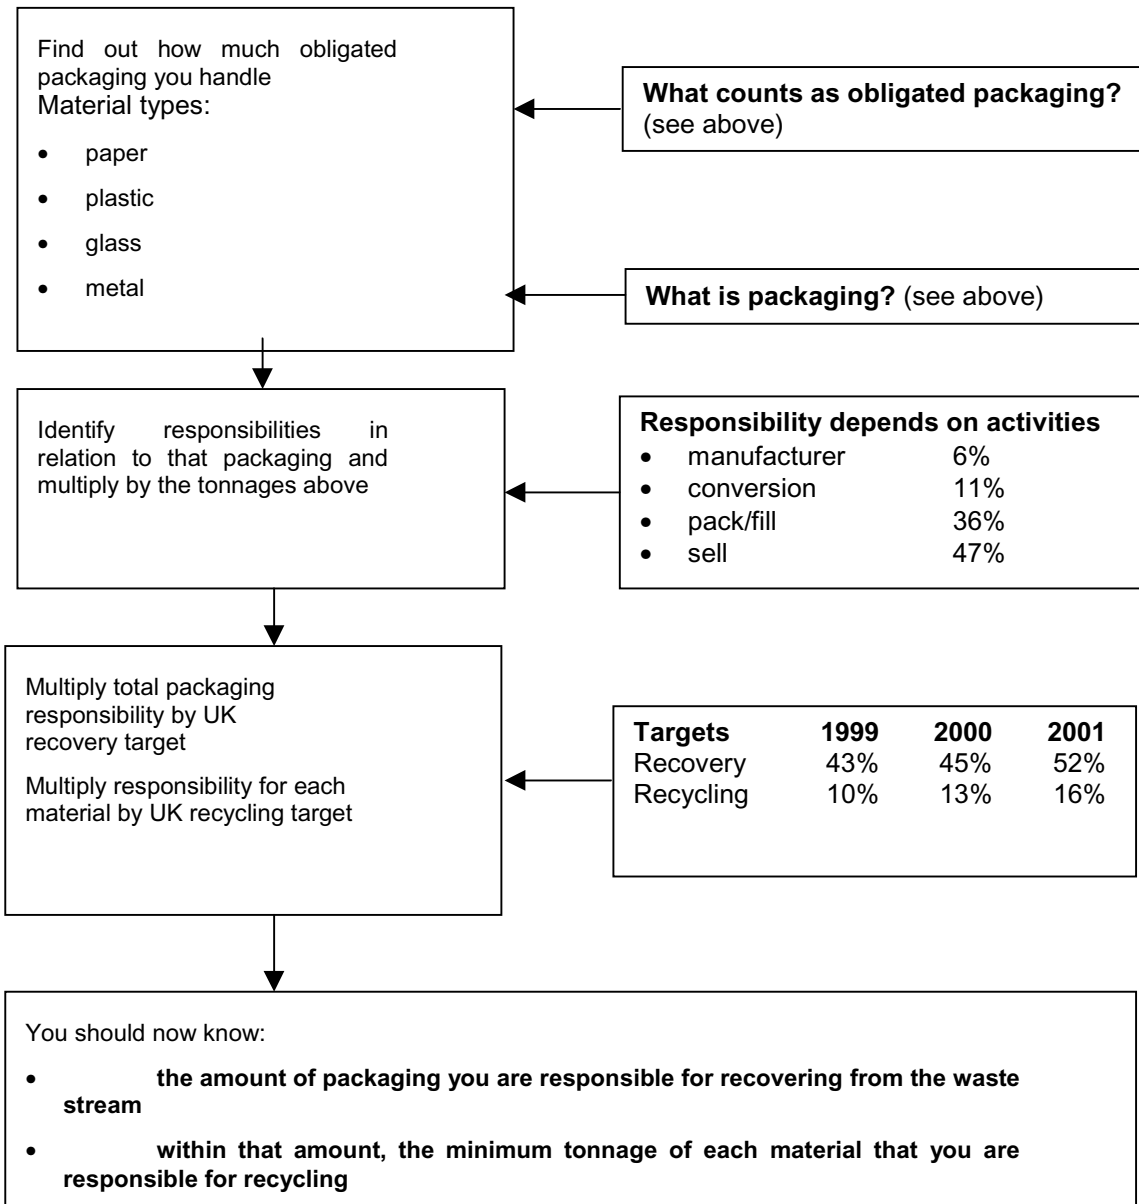 Find out how much obligated
packaging you handle
Material types:
• paper
• plastic
• glass
• metal
What counts as obligated packaging?
(see above)
What is packaging? (see above)
Identify responsibilities in
relation to that packaging and
multiply by the tonnages above
Responsibility depends on activities
• manufacturer 6%
• conversion 11%
• pack/fill 36%
• sell 47%
Multiply total packaging
responsibility by UK
recovery target
Multiply responsibility for each
material by UK recycling target
Targets 1999 2000 2001
Recovery 43% 45% 52%
Recycling 10% 13% 16%
You should now know:
• the amount of packaging you are responsible for recovering from the waste
stream
• within that amount, the minimum tonnage of each material that you are
responsible for recycling